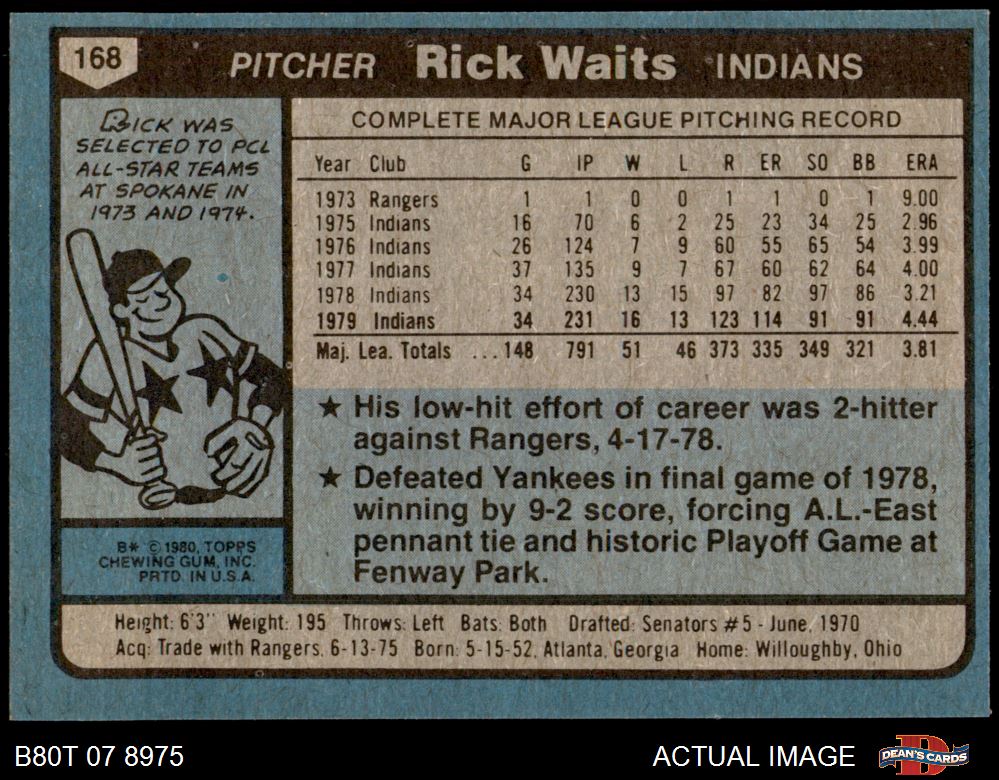 168
PITCHER Rick Waits INDIANS
RICK WAS
SELECTED TO PCL
ALL-STAR TEAMS
AT SPOKANE IN
1973 AND 1974.
COMPLETE MAJOR LEAGUE PITCHING RECORD
Year Club G IP W L R ER SO BB ERA
1973 Rangers 1 1 0 0 1 1 0 1 9.00
1975 Indians 16 70 6 2 25 23 34 25 2.96
1976 Indians 26 124 7 9 60 55 65 54 3.99
1977 Indians 37 135 9 7 67 60 62 64 4.00
1978 Indians 34 230 13 15 97 82 97 86 3.21
1979 Indians 34 231 16 13 123 114 91 91 4.44
Maj. Lea. Totals ...148 791 51 46 373 335 349 321 3.81
★ His low-hit effort of career was 2-hitter
against Rangers, 4-17-78.
★ Defeated Yankees in final game of 1978,
winning by 9-2 score, forcing A.L.-East
pennant tie and historic Playoff Game at
Fenway Park.
B* © 1980, TOPPS
CHEWING GUM, INC.
PRTD. IN U.S.A.
Height: 6'3" Weight: 195 Throws: Left Bats: Both Drafted: Senators #5 - June, 1970
Acq: Trade with Rangers, 6-13-75 Born: 5-15-52, Atlanta, Georgia Home: Willoughby, Ohio
B80T 07 8975
ACTUAL IMAGE
DEAN'S CARDS